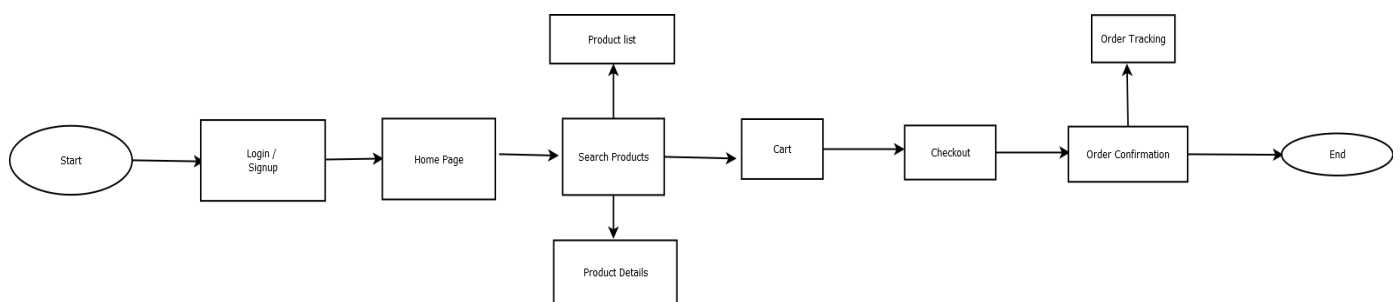 Product list
Order Tracking
Start
Login /
Signup
Home Page
Search Products
Cart
Checkout
Order Confirmation
End
Product Details